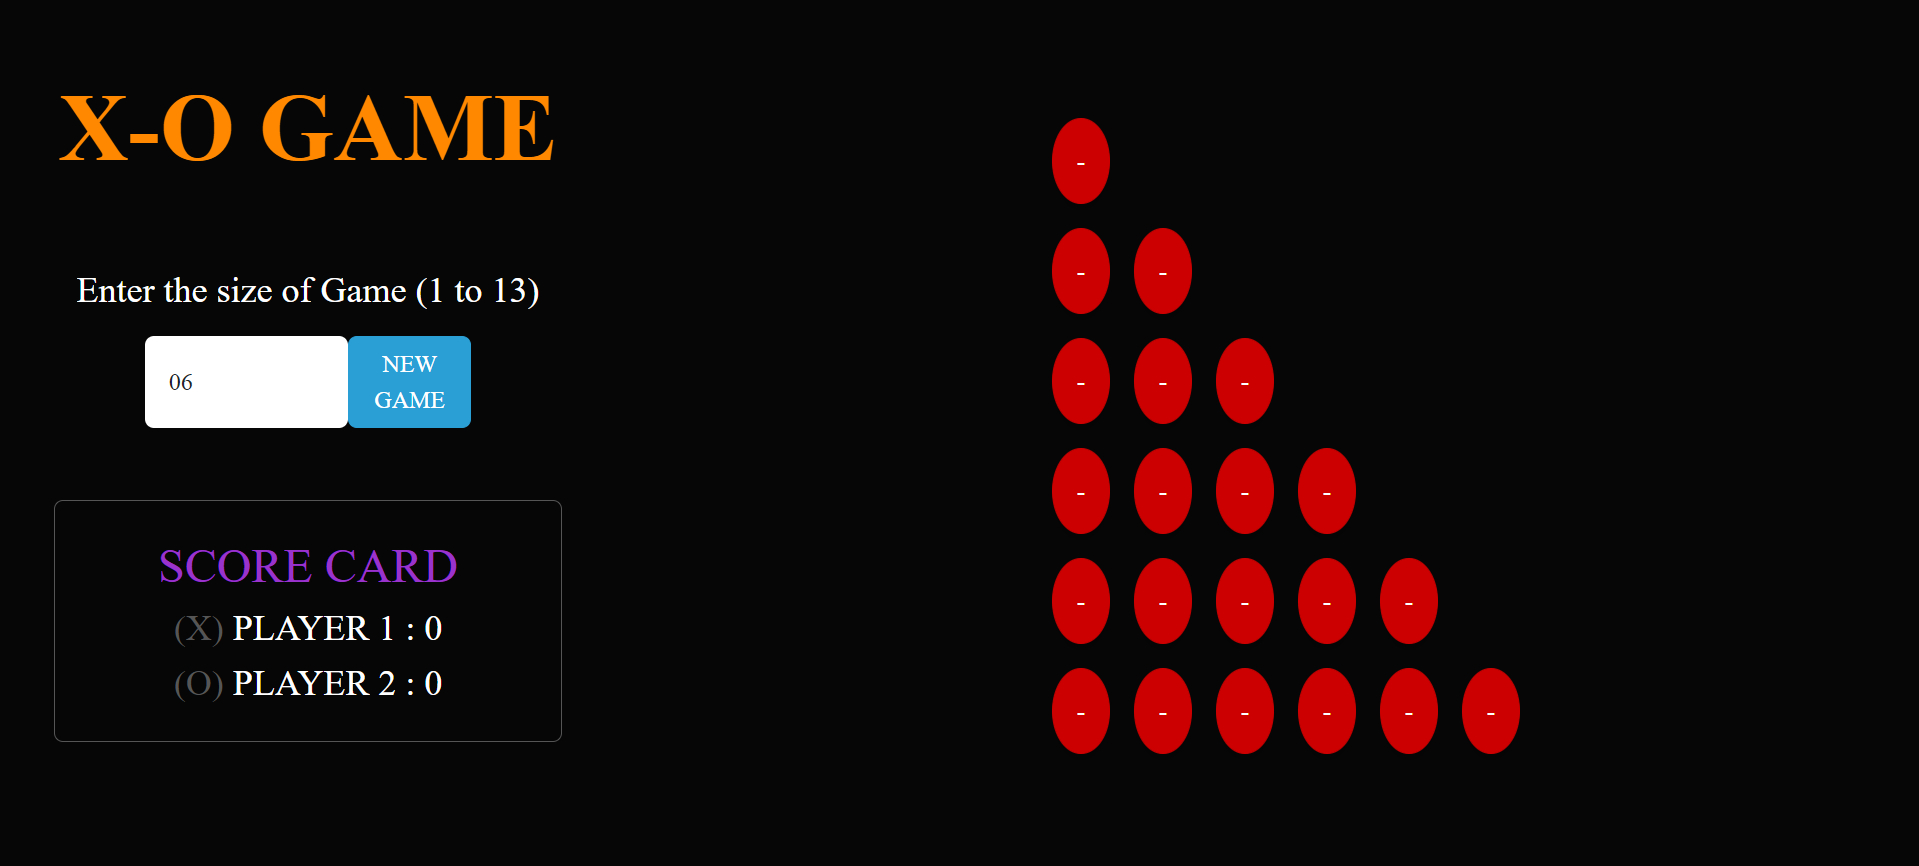 X-O GAME
Enter the size of Game (1 to 13)
06
NEW
GAME
SCORE CARD
(X) PLAYER 1 : 0
(O) PLAYER 2 : 0
-
- -
- - -
- - - -
- - - - -
- - - - - -